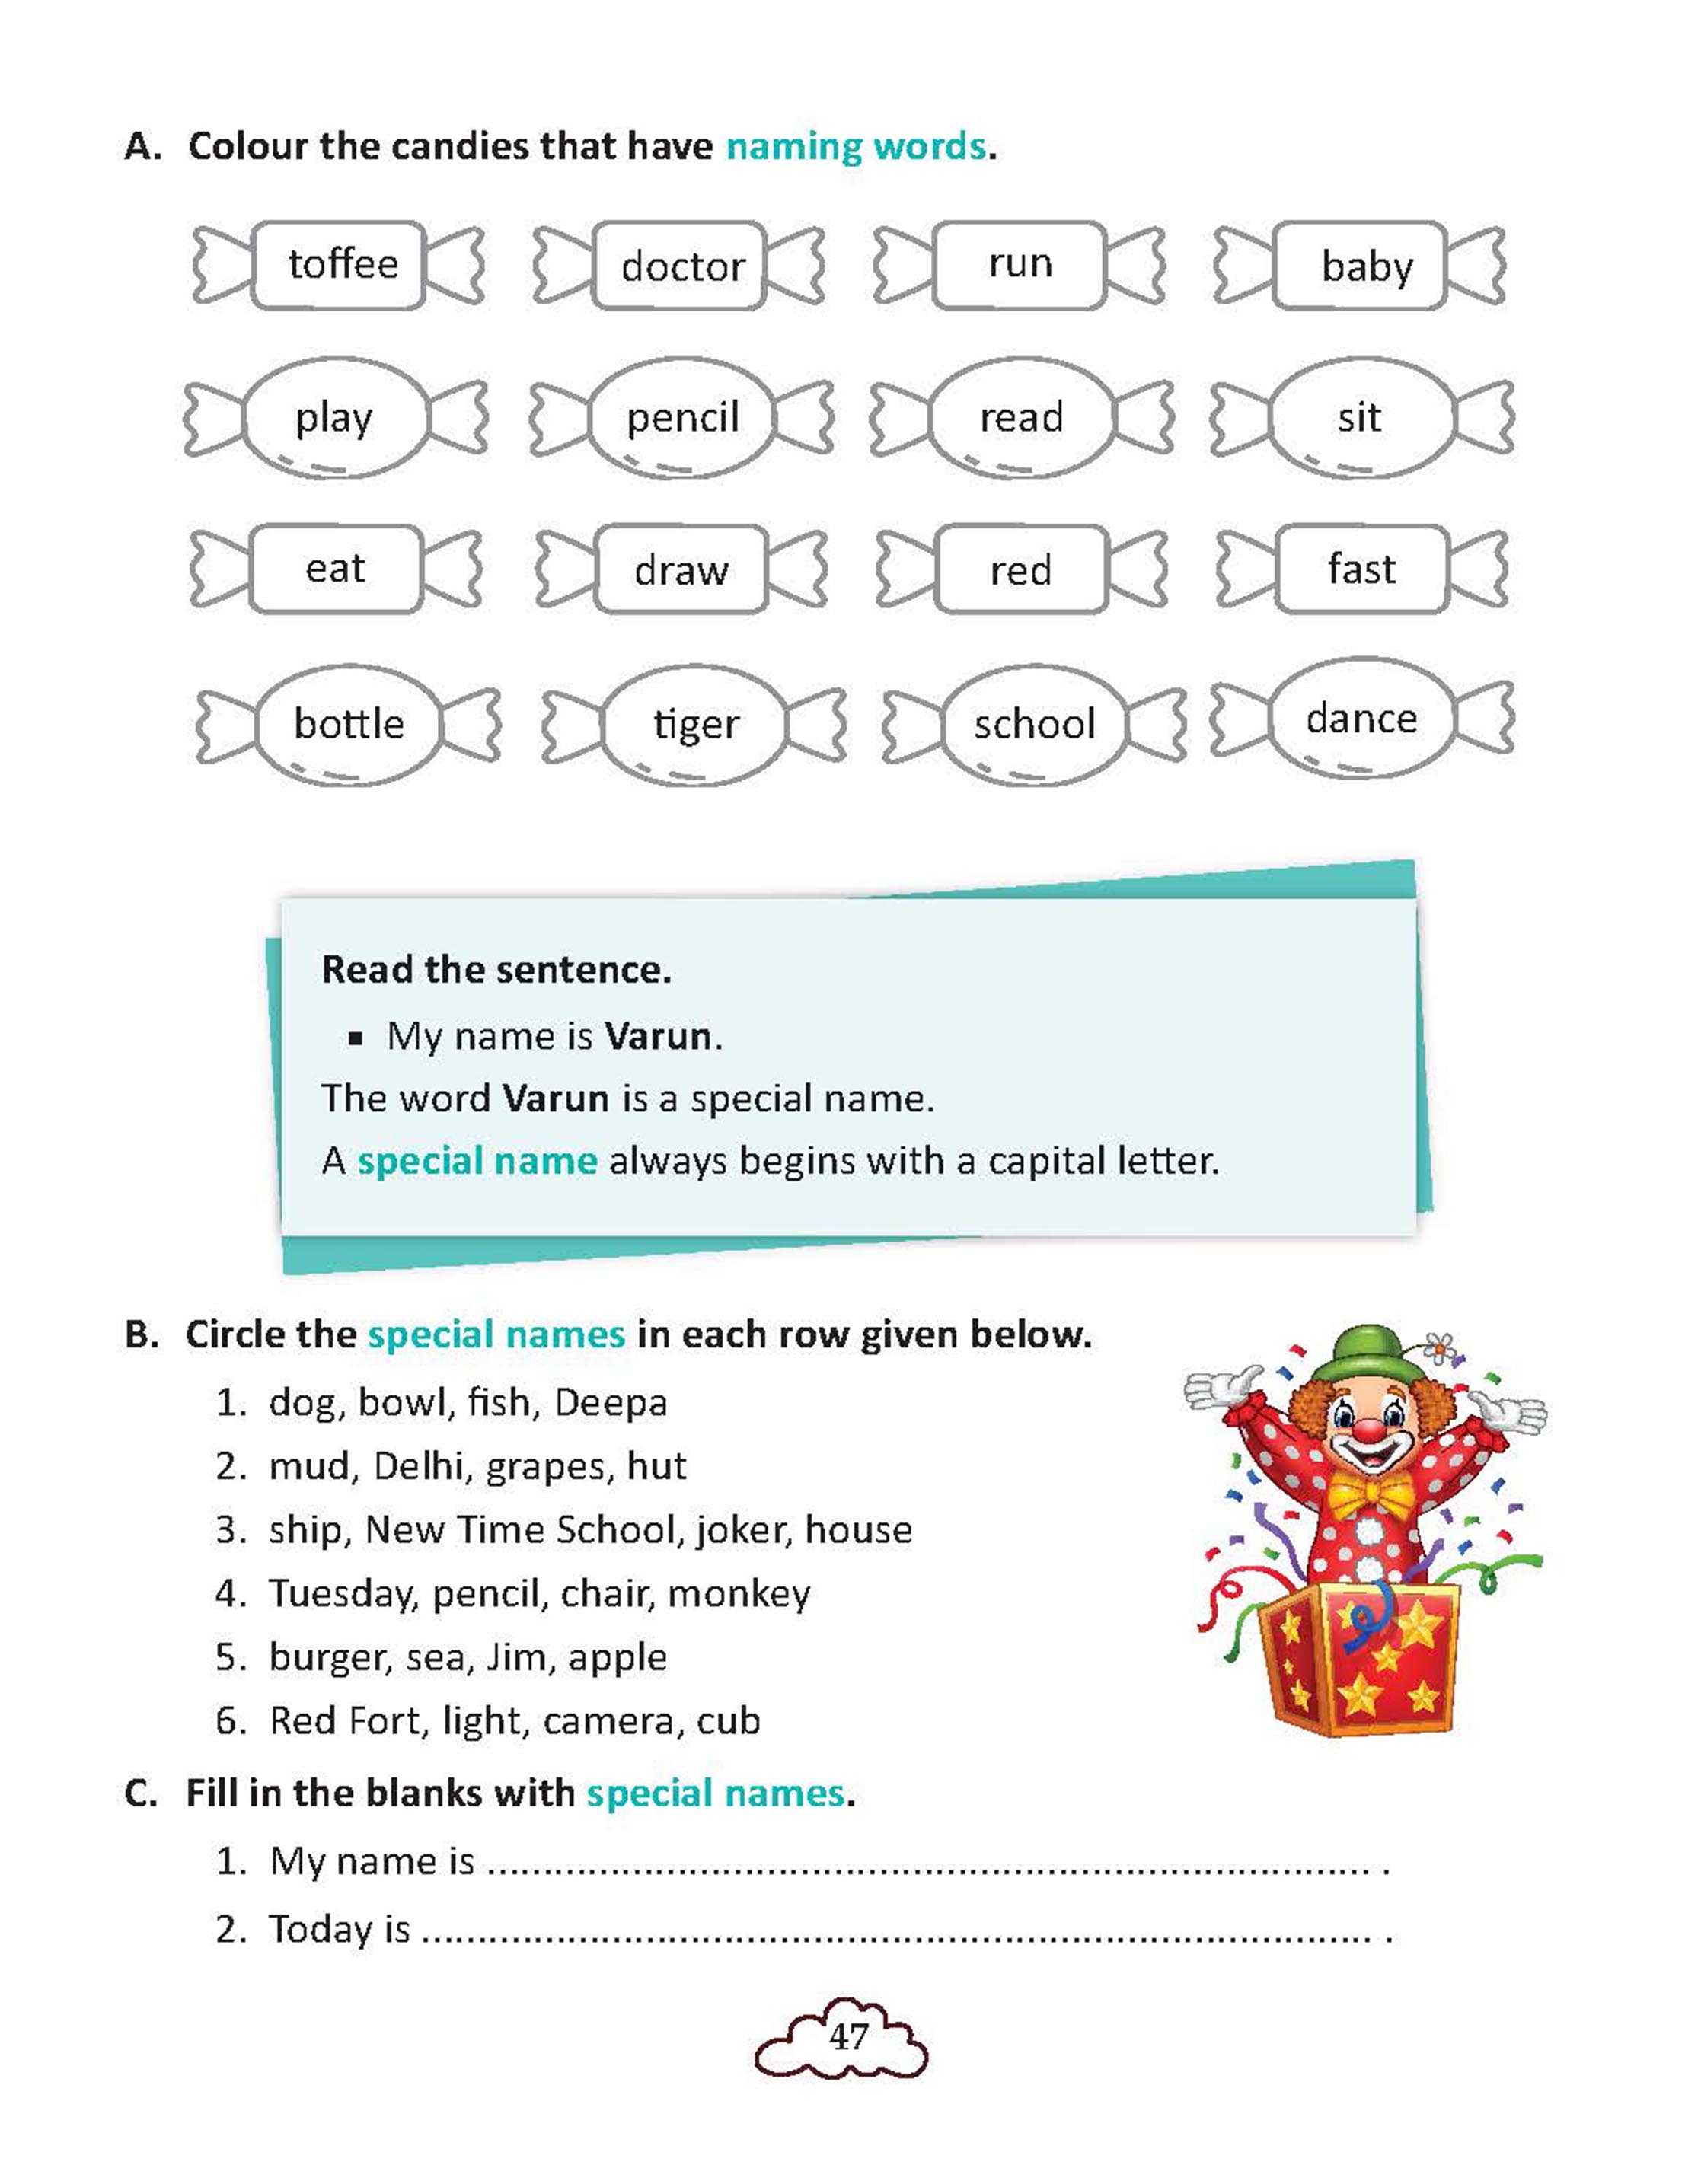 A. Colour the candies that have naming words.
toffee doctor run baby
play pencil read sit
eat draw red fast
bottle tiger school dance
Read the sentence.
▪ My name is Varun.
The word Varun is a special name.
A special name always begins with a capital letter.
B. Circle the special names in each row given below.
1. dog, bowl, fish, Deepa
2. mud, Delhi, grapes, hut
3. ship, New Time School, joker, house
4. Tuesday, pencil, chair, monkey
5. burger, sea, Jim, apple
6. Red Fort, light, camera, cub
C. Fill in the blanks with special names.
1. My name is ............................................................................... .
2. Today is ..................................................................................... .
47